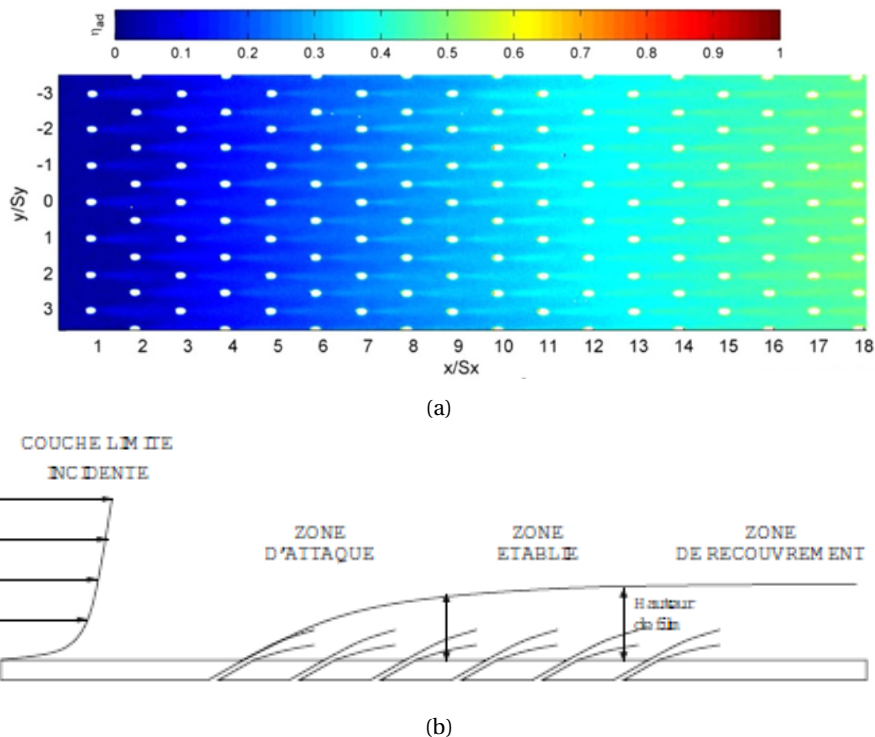 η_ad
0 0.1 0.2 0.3 0.4 0.5 0.6 0.7 0.8 0.9 1
-3
-2
-1
0
1
2
3
y/Sy
1 2 3 4 5 6 7 8 9 10 11 12 13 14 15 16 17 18
x/Sx
(a)
COUCHE LIMITE
INCIDENTE
ZONE
D'ATTAQUE
ZONE
ETABLIE
ZONE
DE RECOUVREMENT
Hauteur
de film
(b)